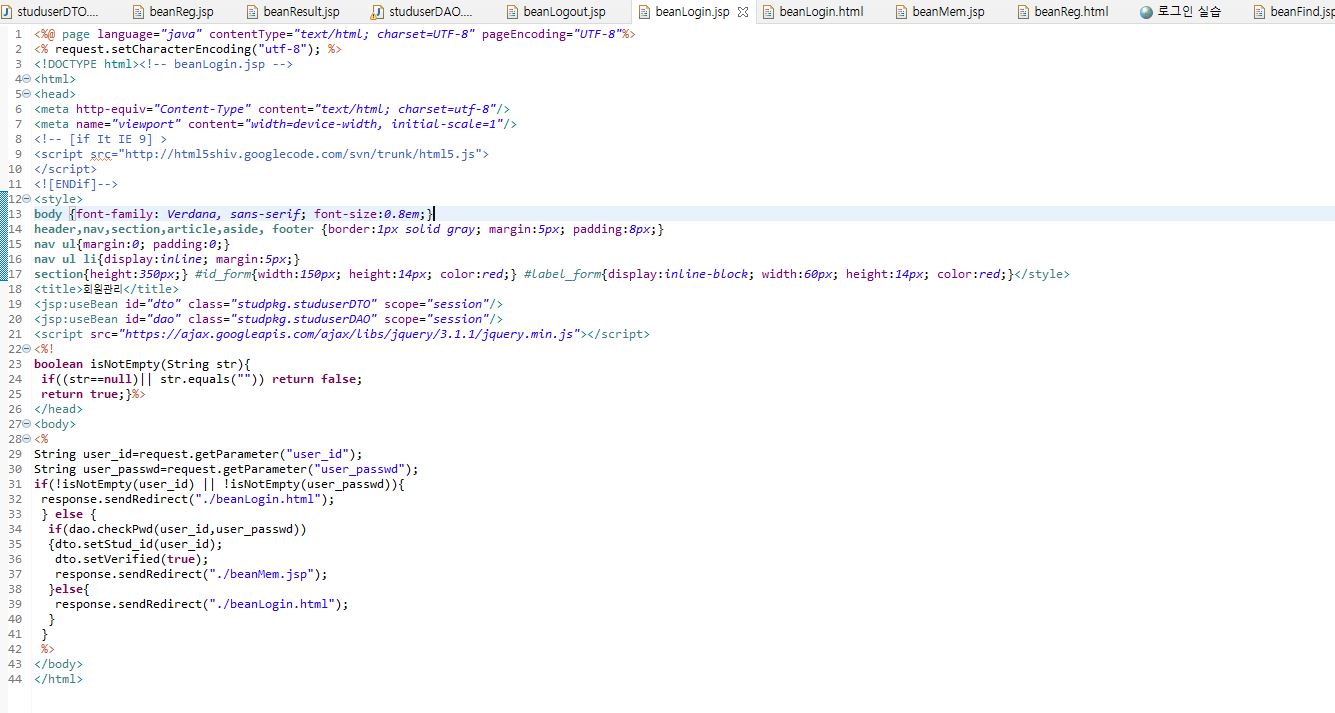 studuserDTO.... beanReg.jsp beanResult.jsp studuserDAO.... beanLogout.jsp beanLogin.jsp beanLogin.html beanMem.jsp beanReg.html 로그인 실습 beanFind.jsp
1 <%@ page language="java" contentType="text/html; charset=UTF-8" pageEncoding="UTF-8"%>
2 <% request.setCharacterEncoding("utf-8"); %>
3 <!DOCTYPE html><!-- beanLogin.jsp -->
4 <html>
5 <head>
6 <meta http-equiv="Content-Type" content="text/html; charset=utf-8"/>
7 <meta name="viewport" content="width=device-width, initial-scale=1"/>
8 <!-- [if It IE 9] >
9 <script src="http://html5shiv.googlecode.com/svn/trunk/html5.js">
10 </script>
11 <![ENDif]-->
12 <style>
13 body {font-family: Verdana, sans-serif; font-size:0.8em;}
14 header,nav,section,article,aside, footer {border:1px solid gray; margin:5px; padding:8px;}
15 nav ul{margin:0; padding:0;}
16 nav ul li{display:inline; margin:5px;}
17 section{height:350px;} #id_form{width:150px; height:14px; color:red;} #label_form{display:inline-block; width:60px; height:14px; color:red;}</style>
18 <title>회원관리</title>
19 <jsp:useBean id="dto" class="studpkg.studuserDTO" scope="session"/>
20 <jsp:useBean id="dao" class="studpkg.studuserDAO" scope="session"/>
21 <script src="https://ajax.googleapis.com/ajax/libs/jquery/3.1.1/jquery.min.js"></script>
22 <%!
23 boolean isNotEmpty(String str){
24 if((str==null)|| str.equals("")) return false;
25 return true;}%>
26 </head>
27 <body>
28 <%
29 String user_id=request.getParameter("user_id");
30 String user_passwd=request.getParameter("user_passwd");
31 if(!isNotEmpty(user_id) || !isNotEmpty(user_passwd)){
32 response.sendRedirect("./beanLogin.html");
33 } else {
34 if(dao.checkPwd(user_id,user_passwd))
35 {dto.setStud_id(user_id);
36 dto.setVerified(true);
37 response.sendRedirect("./beanMem.jsp");
38 }else{
39 response.sendRedirect("./beanLogin.html");
40 }
41 }
42 %>
43 </body>
44 </html>